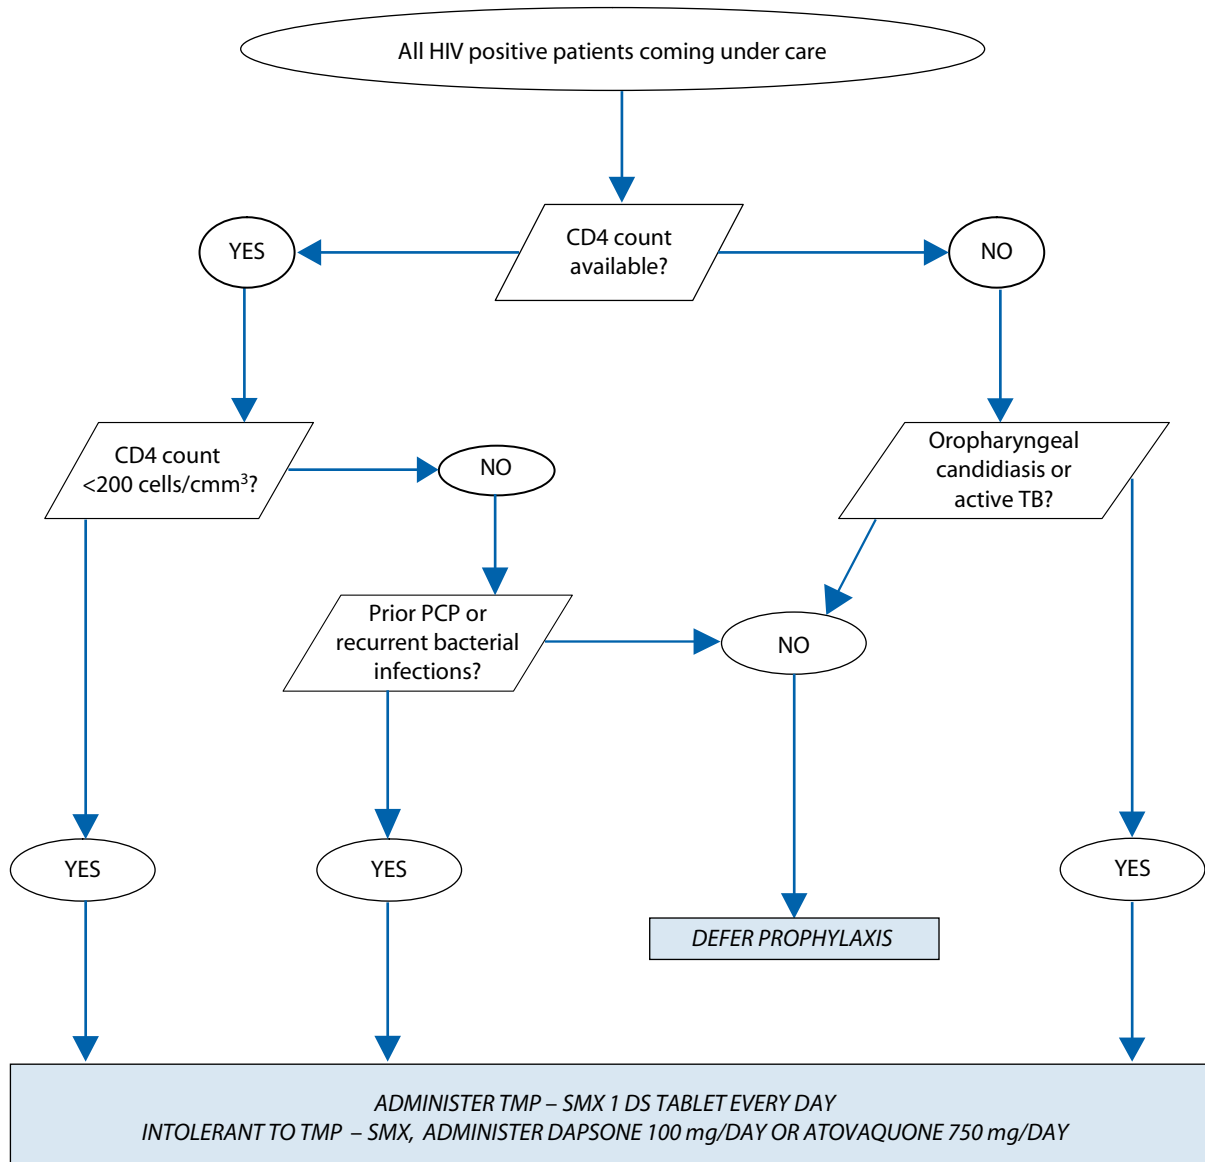 All HIV positive patients coming under care
CD4 count
available?
YES
NO
CD4 count
<200 cells/cmm³?
NO
Oropharyngeal
candidiasis or
active TB?
Prior PCP or
recurrent bacterial
infections?
NO
YES
YES
YES
DEFER PROPHYLAXIS
ADMINISTER TMP – SMX 1 DS TABLET EVERY DAY
INTOLERANT TO TMP – SMX, ADMINISTER DAPSONE 100 mg/DAY OR ATOVAQUONE 750 mg/DAY